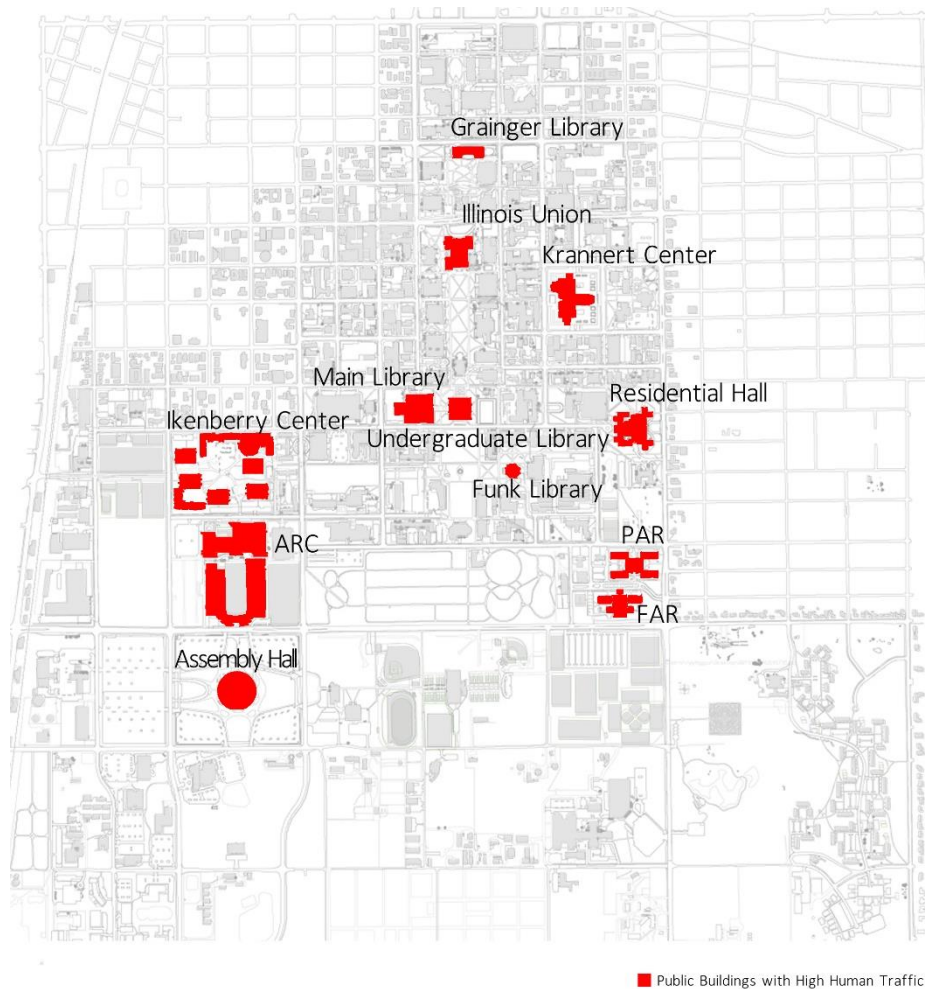 Grainger Library
Illinois Union
Krannert Center
Main Library
Residential Hall
Ikenberry Center
Undergraduate Library
Funk Library
ARC
PAR
FAR
Assembly Hall
Public Buildings with High Human Traffic